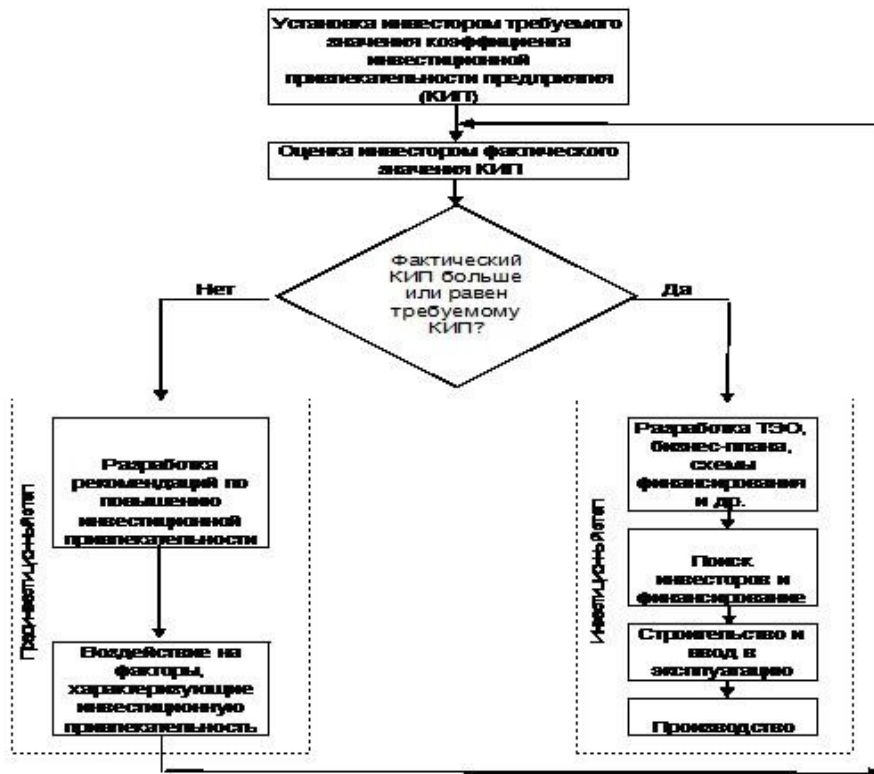 Установка инвестором требуемого
значения коэффициента
инвестиционной
привлекательности предприятия
(КИП)
Оценка инвестором фактического
значения КИП
Фактический
КИП больше
или равен
требуемому
КИП?
Нет
Да
Прединвестиционный этап
Разработка
рекомендаций по
повышению
инвестиционной
привлекательности
Воздействие на
факторы,
характеризующие
инвестиционную
привлекательность
Инвестиционный этап
Разработка ТЭО,
бизнес-плана,
схемы
финансирования
и др.
Поиск
инвесторов и
финансирование
Строительство и
ввод в
эксплуатацию
Производство